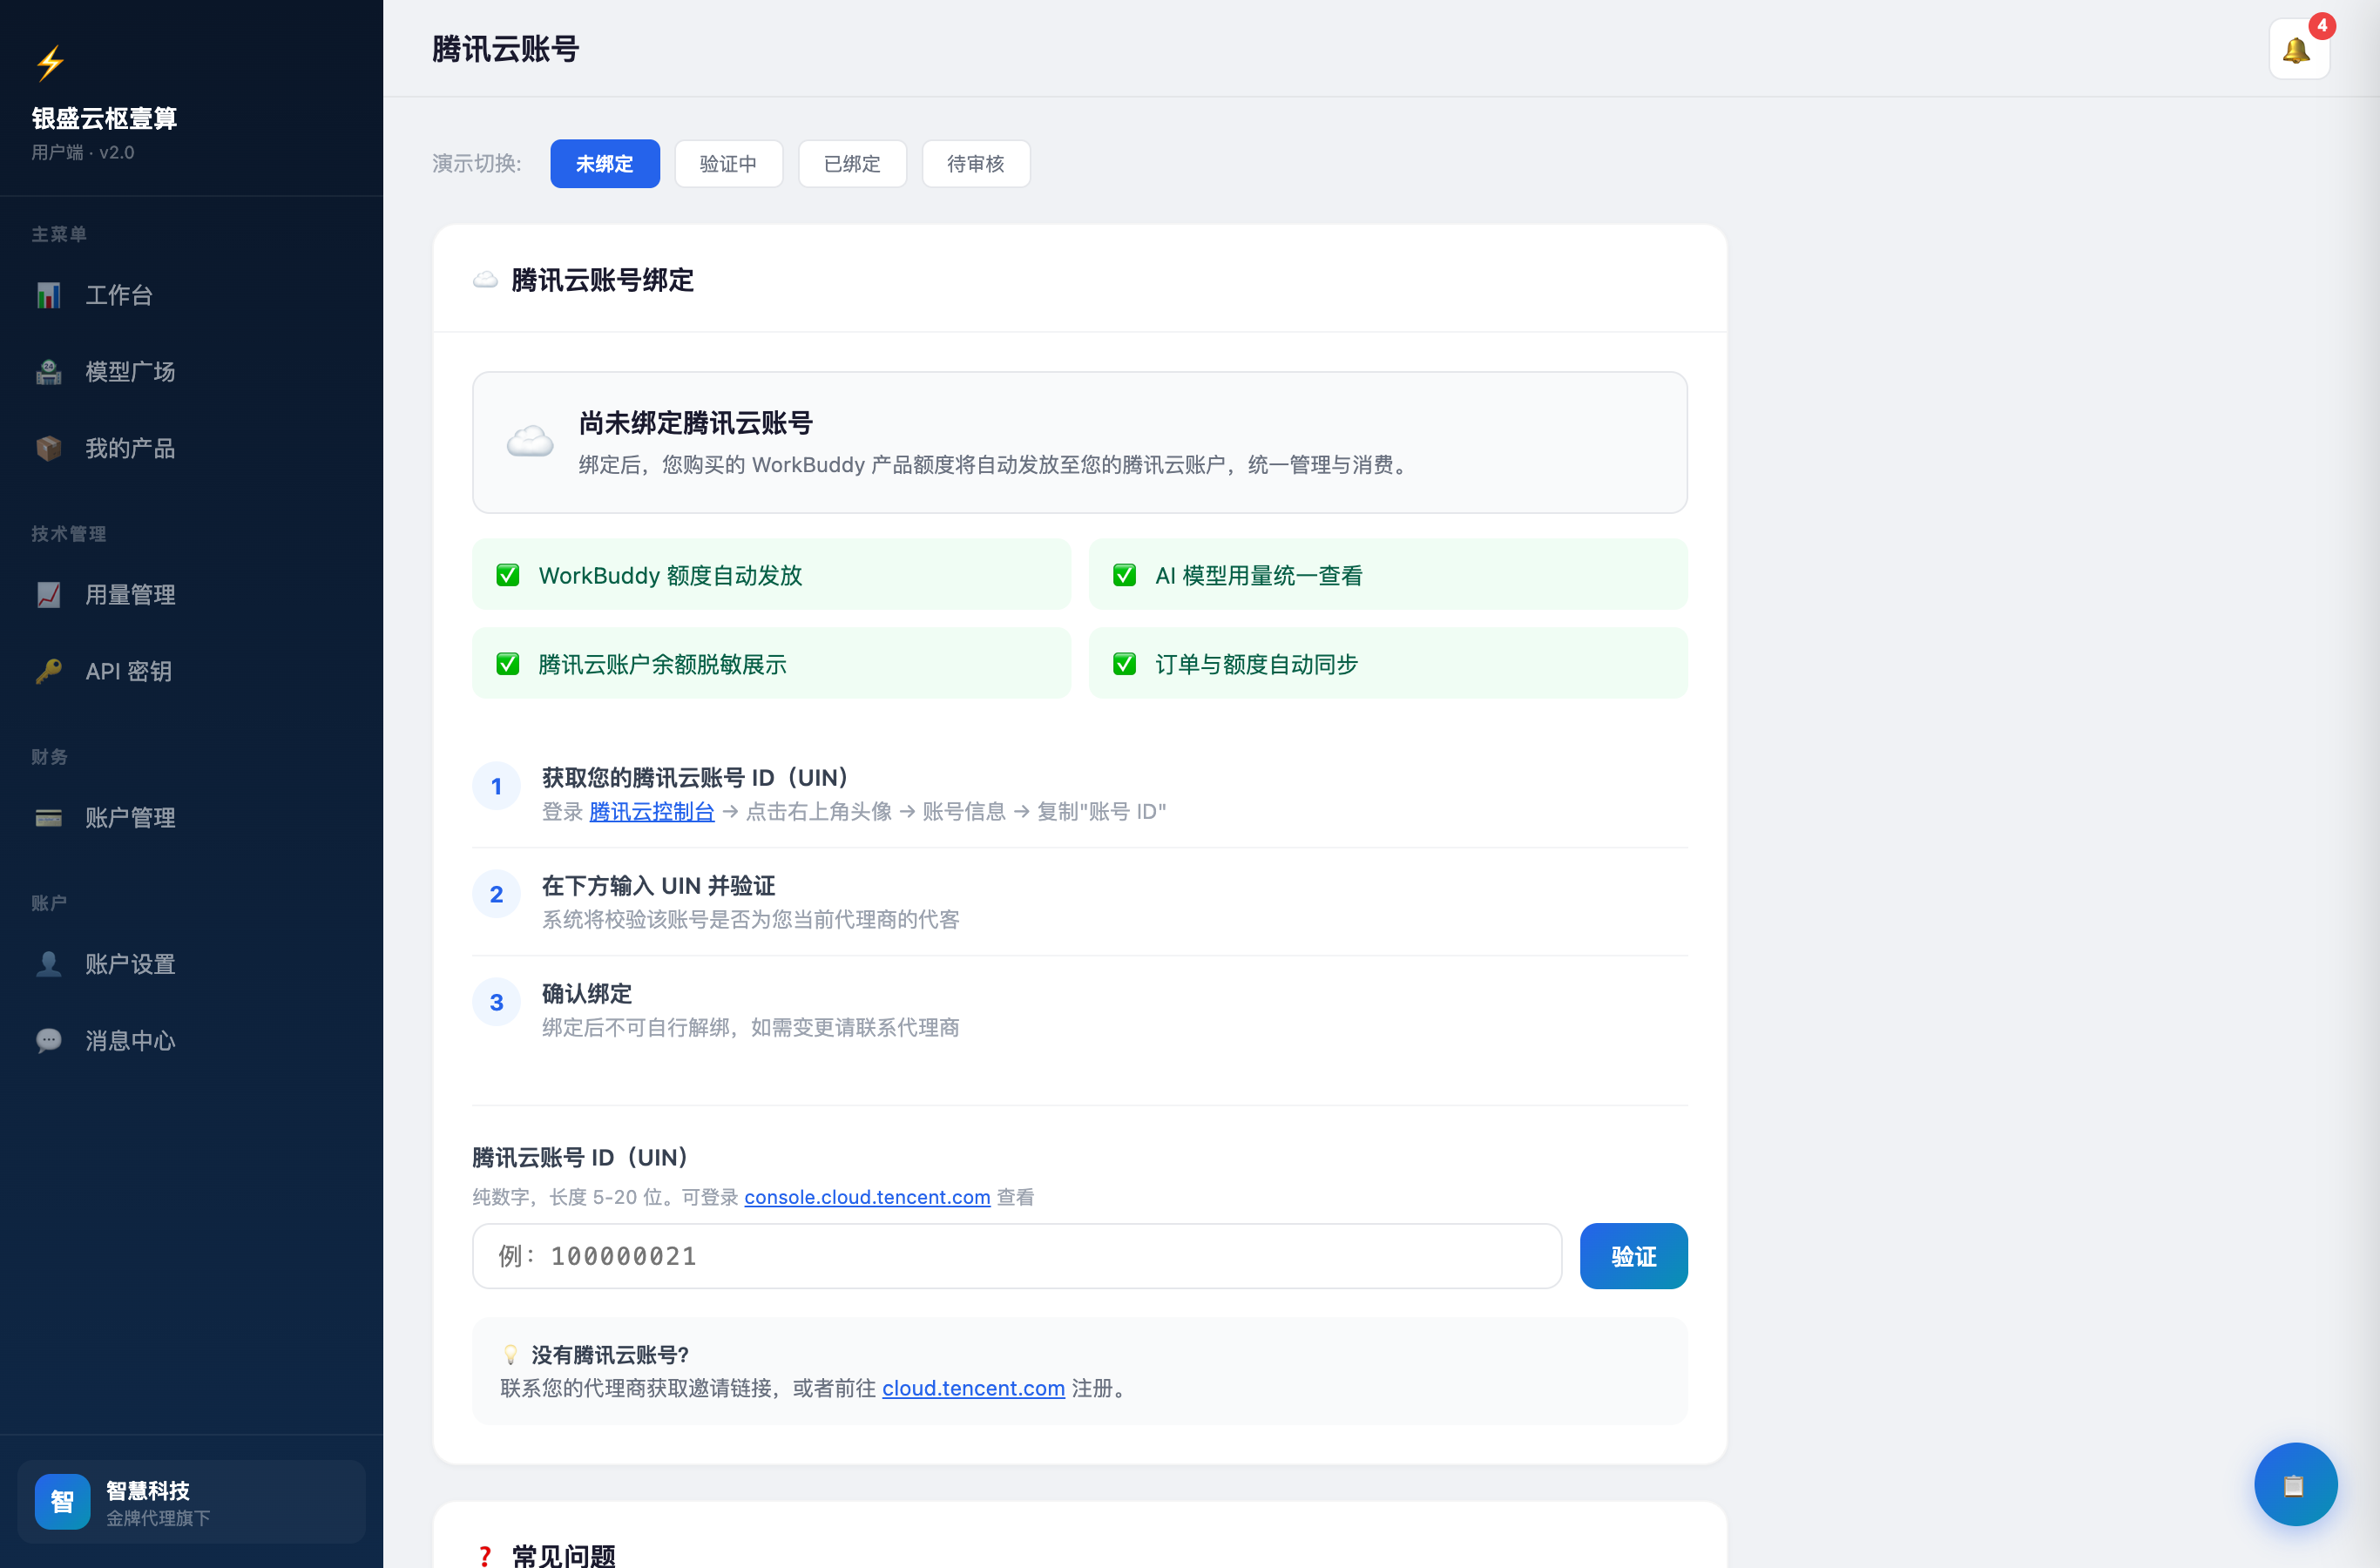 银盛云枢壹算
用户端 · v2.0
主菜单
工作台
模型广场
我的产品
技术管理
用量管理
API 密钥
财务
账户管理
账户
账户设置
消息中心
智
智慧科技
金牌代理旗下
腾讯云账号
4
演示切换:
未绑定
验证中
已绑定
待审核
腾讯云账号绑定
尚未绑定腾讯云账号
绑定后，您购买的 WorkBuddy 产品额度将自动发放至您的腾讯云账户，统一管理与消费。
WorkBuddy 额度自动发放
AI 模型用量统一查看
腾讯云账户余额脱敏展示
订单与额度自动同步
1
获取您的腾讯云账号 ID（UIN）
登录 腾讯云控制台 → 点击右上角头像 → 账号信息 → 复制"账号 ID"
2
在下方输入 UIN 并验证
系统将校验该账号是否为您当前代理商的代客
3
确认绑定
绑定后不可自行解绑，如需变更请联系代理商
腾讯云账号 ID（UIN）
纯数字，长度 5-20 位。可登录 console.cloud.tencent.com 查看
例：100000021
验证
没有腾讯云账号?
联系您的代理商获取邀请链接，或者前往 cloud.tencent.com 注册。
常见问题